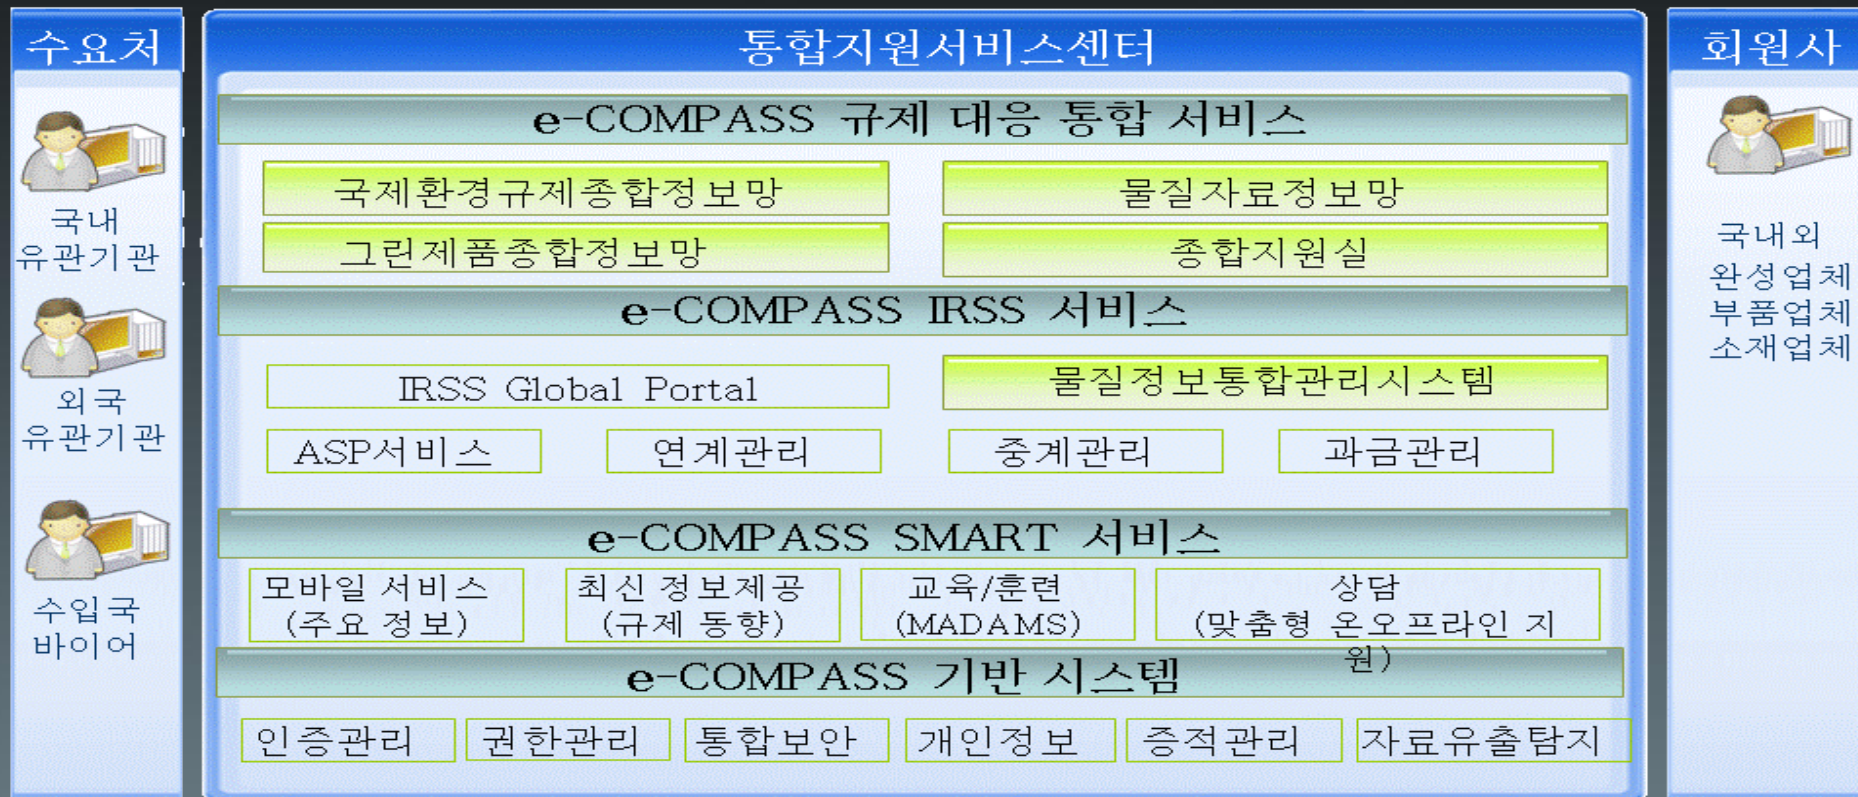 수요처
국내
유관기관
외국
유관기관
수입국
바이어
통합지원서비스센터
e-COMPASS 규제 대응 통합 서비스
국제환경규제종합정보망
물질자료정보망
그린제품종합정보망
종합지원실
e-COMPASS IRSS 서비스
IRSS Global Portal
물질정보통합관리시스템
ASP서비스
연계관리
중계관리
과금관리
e-COMPASS SMART 서비스
모바일 서비스
(주요 정보)
최신 정보제공
(규제 동향)
교육/훈련
(MADAMS)
상담
(맞춤형 온오프라인 지
원)
e-COMPASS 기반 시스템
인증관리
권한관리
통합보안
개인정보
증적관리
자료유출탐지
회원사
국내외
완성업체
부품업체
소재업체